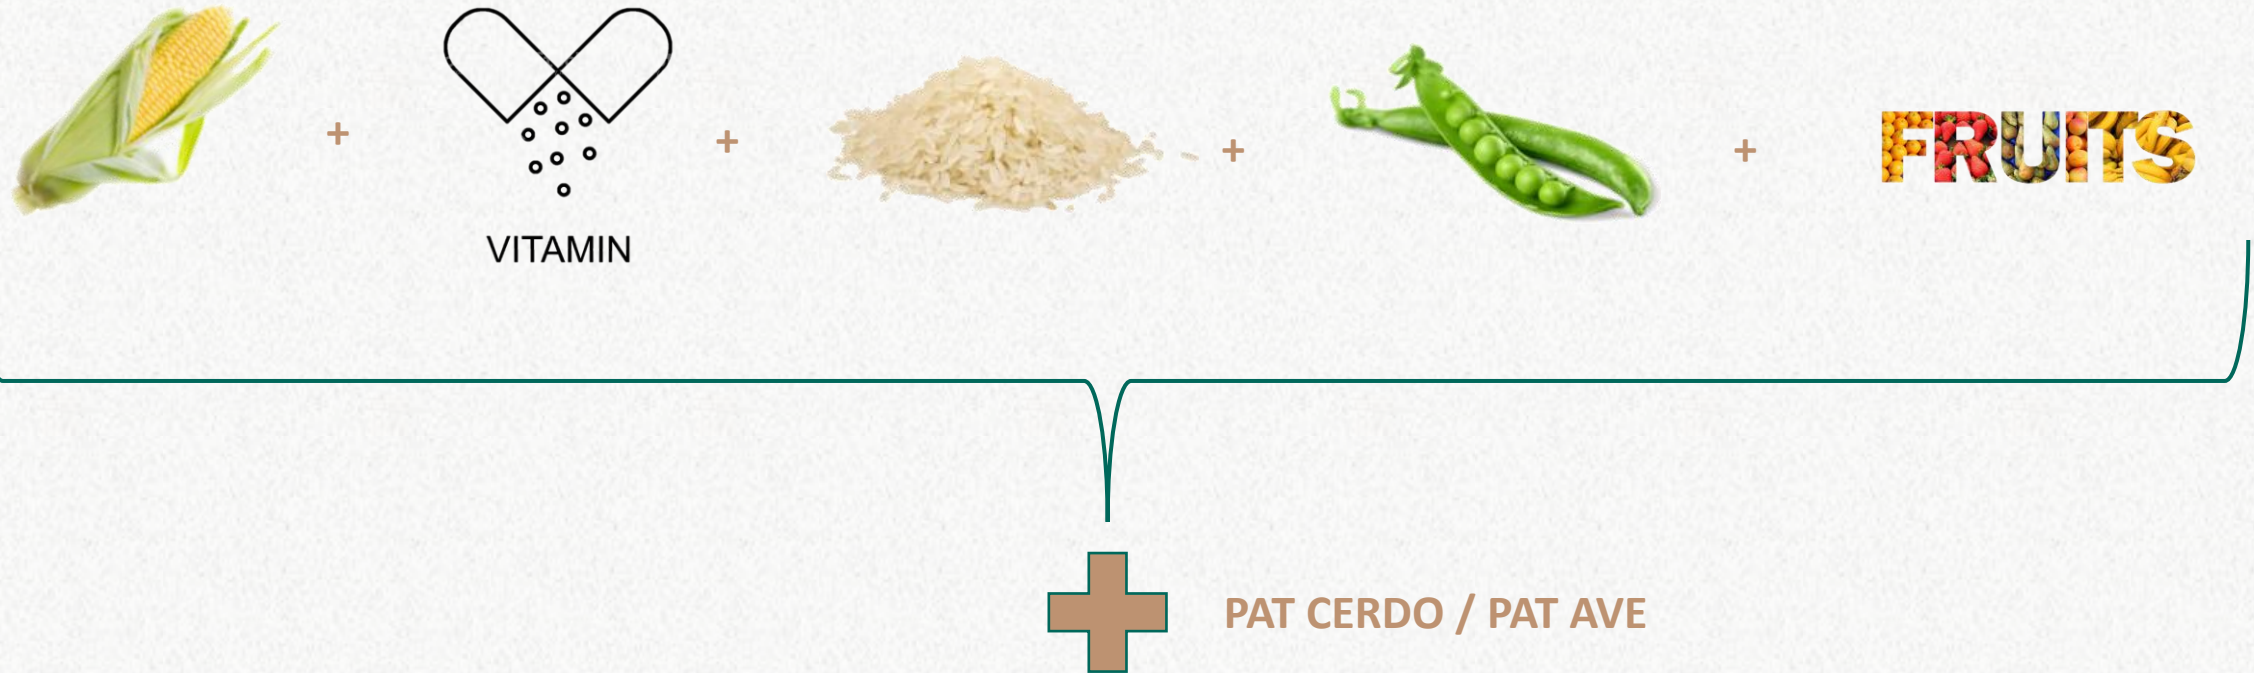 + + + + FRUITS
VITAMIN
PAT CERDO / PAT AVE